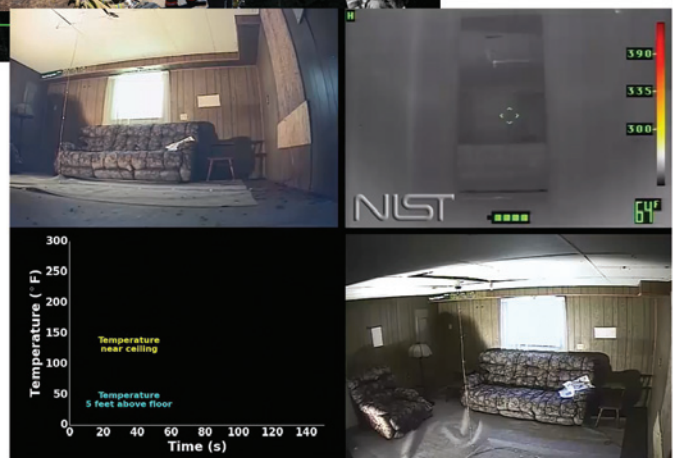 H
390
335
300
NIST
64°F
300
250
200
150
100
50
0
Temperature (°F)
Temperature
near ceiling
Temperature
5 feet above floor
0 20 40 60 80 100 120 140
Time (s)